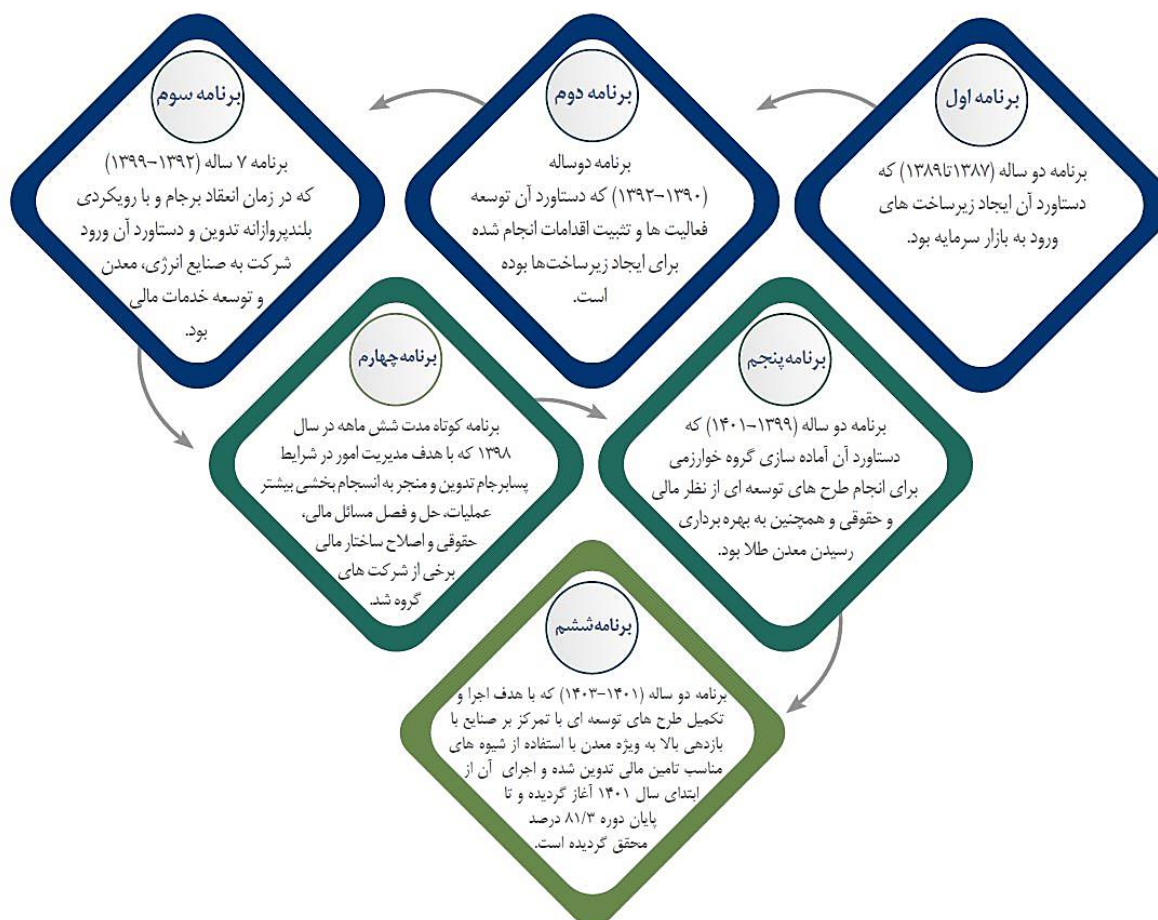 برنامه اول
برنامه دو ساله (۱۳۸۷تا۱۳۸۹) که
دستاورد آن ایجاد زیرساخت های
ورود به بازار سرمایه بود.
برنامه دوم
برنامه دوساله
(۱۳۹۰-۱۳۹۲) که دستاورد آن توسعه
فعالیت ها و تثبیت اقدامات انجام شده
برای ایجاد زیرساخت‌ها بوده
است.
برنامه سوم
برنامه ۷ ساله (۱۳۹۲-۱۳۹۹)
که در زمان انعقاد برجام و با رویکردی
بلندپروازانه تدوین و دستاورد آن ورود
شرکت به صنایع انرژی، معدن
و توسعه خدمات مالی
بود.
برنامه چهارم
برنامه کوتاه مدت شش ماهه در سال
۱۳۹۸ که با هدف مدیریت امور در شرایط
پسابرجام تدوین و منجر به انسجام بخشی بیشتر
عملیات، حل و فصل مسائل مالی،
حقوقی و اصلاح ساختار مالی
برخی از شرکت های
گروه شد.
برنامه پنجم
برنامه دو ساله (۱۳۹۹-۱۴۰۱) که
دستاورد آن آماده سازی گروه خوارزمی
برای انجام طرح های توسعه ای از نظر مالی
و حقوقی و همچنین به بهره برداری
رسیدن معدن طلا بود.
برنامه ششم
برنامه دو ساله (۱۴۰۱-۱۴۰۳) که با هدف اجرا و
تکمیل طرح های توسعه ای با تمرکز بر صنایع با
بازدهی بالا به ویژه معدن با استفاده از شیوه های
مناسب تامین مالی تدوین شده و اجرای آن از
ابتدای سال ۱۴۰۱ آغاز گردیده و تا
پایان دوره ۸۱/۳ درصد
محقق گردیده است.